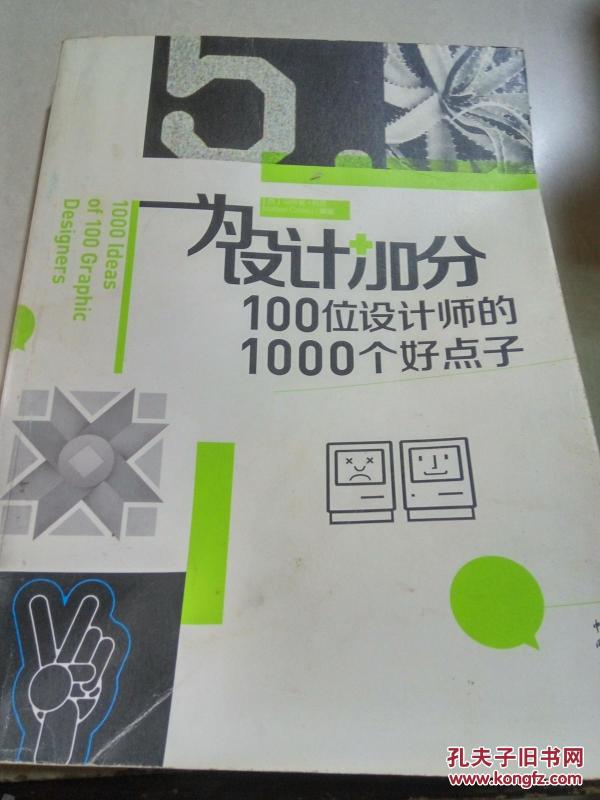 5.
1000 Ideas
of 100 Graphic
Designers
为设计+加分
100位设计师的
1000个好点子
孔夫子旧书网
www.kongfz.com